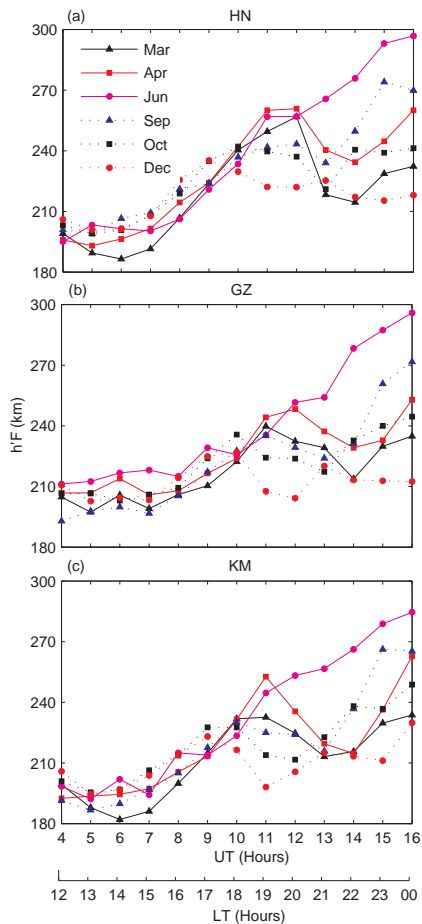 (a) HN
300
270
240
210
180
Mar
Apr
Jun
Sep
Oct
Dec
(b) GZ
300
270
240
210
180
h'F (km)
(c) KM
300
270
240
210
180
4 5 6 7 8 9 10 11 12 13 14 15 16
UT (Hours)
12 13 14 15 16 17 18 19 20 21 22 23 00
LT (Hours)